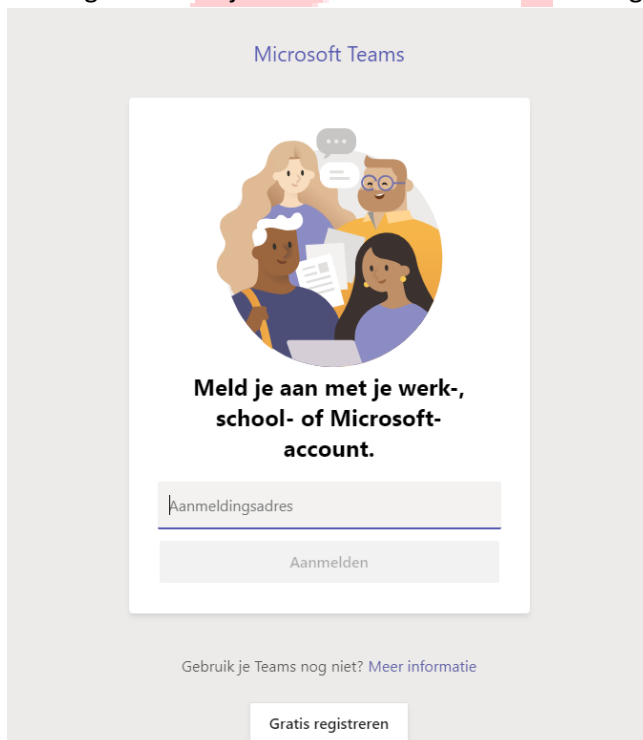 Microsoft Teams
Meld je aan met je werk-,
school- of Microsoft-
account.
Aanmeldingsadres
Aanmelden
Gebruik je Teams nog niet? Meer informatie
Gratis registreren